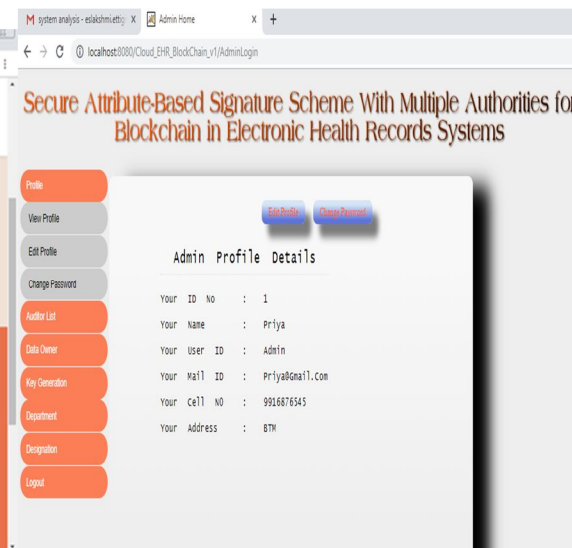 system analysis - eslakshmi.ettig
Admin Home
localhost:8080/Cloud_EHR_BlockChain_v1/AdminLogin
Secure Attribute-Based Signature Scheme With Multiple Authorities for
Blockchain in Electronic Health Records Systems
Profile
View Profile
Edit Profile
Change Password
Auditor List
Data Owner
Key Generation
Department
Designation
Logout
Edit Profile Change Password
Admin Profile Details
Your ID No : 1
Your Name : Priya
Your User ID : Admin
Your Mail ID : Priya@Gmail.Com
Your Cell NO : 9916876545
Your Address : BTM